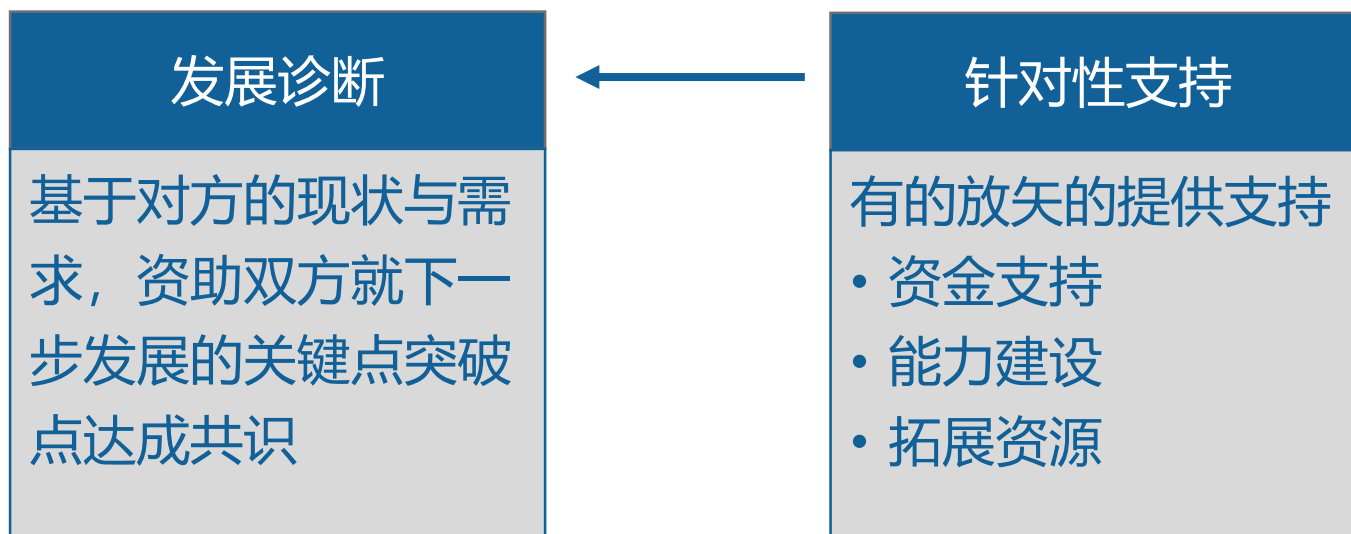 发展诊断
基于对方的现状与需
求，资助双方就下一
步发展的关键点突破
点达成共识
针对性支持
有的放矢的提供支持
• 资金支持
• 能力建设
• 拓展资源